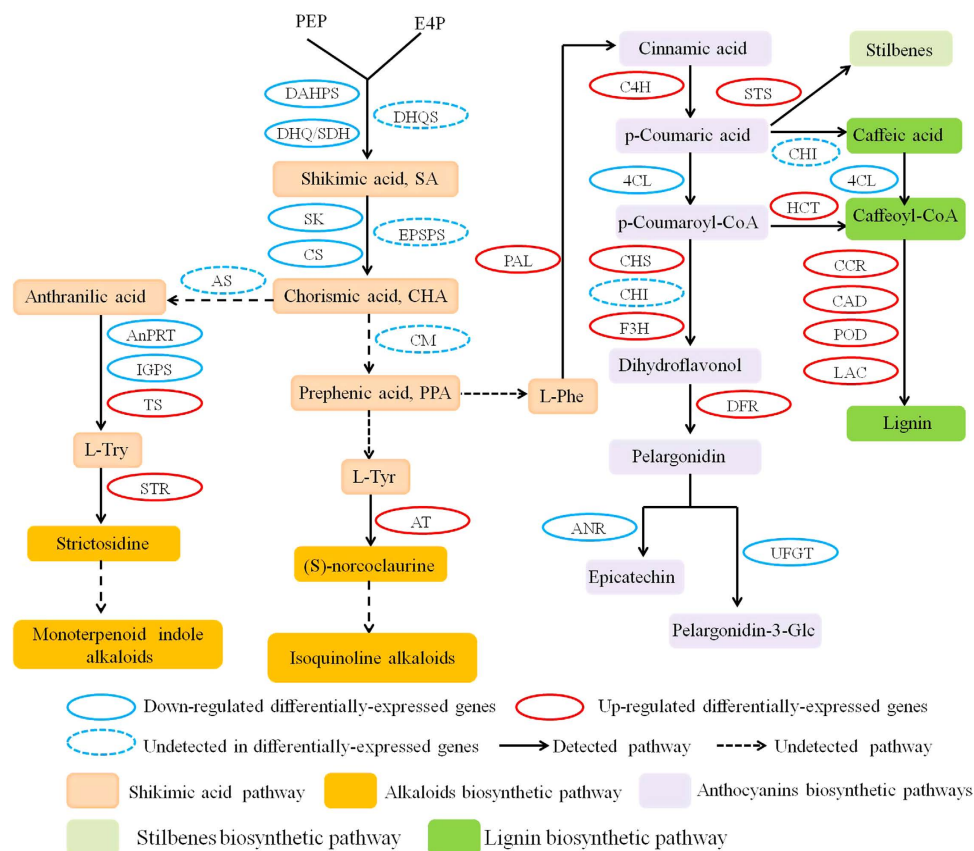 PEP
E4P
DAHPS
DHQ/SDH
DHQS
Shikimic acid, SA
SK
CS
EPSPS
AS
Anthranilic acid
Chorismic acid, CHA
AnPRT
IGPS
TS
CM
Prephenic acid, PPA
L-Phe
L-Try
STR
L-Tyr
AT
Strictosidine
(S)-norcoclaurine
Monoterpenoid indole
alkaloids
Isoquinoline alkaloids
PAL
Cinnamic acid
Stilbenes
C4H
STS
p-Coumaric acid
Caffeic acid
CHI
4CL
4CL
HCT
p-Coumaroyl-CoA
Caffeoyl-CoA
CHS
CHI
F3H
CCR
CAD
POD
LAC
Dihydroflavonol
DFR
Lignin
Pelargonidin
ANR
UFGT
Epicatechin
Pelargonidin-3-Glc
Down-regulated differentially-expressed genes
Up-regulated differentially-expressed genes
Undetected in differentially-expressed genes
Detected pathway
Undetected pathway
Shikimic acid pathway
Alkaloids biosynthetic pathway
Anthocyanins biosynthetic pathways
Stilbenes biosynthetic pathway
Lignin biosynthetic pathway